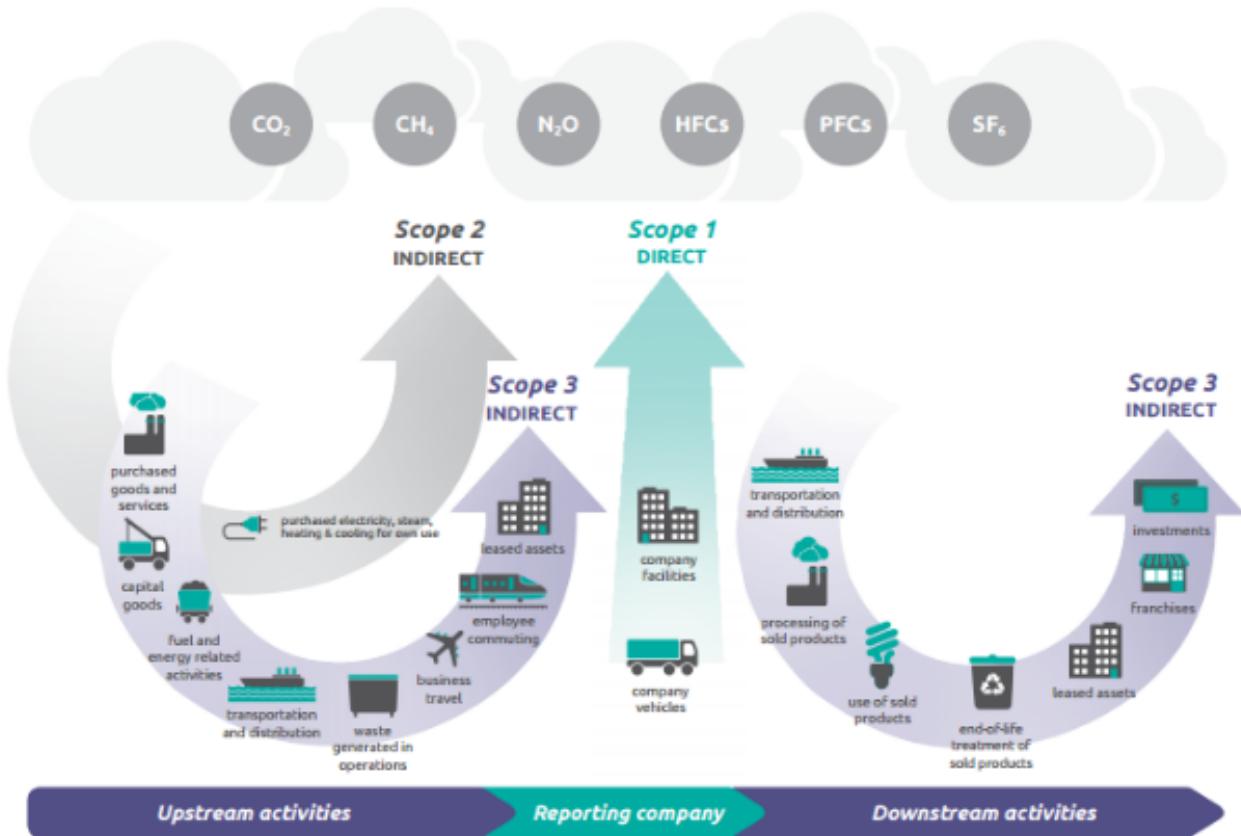 CO₂
CH₄
N₂O
HFCs
PFCs
SF₆
Scope 2
INDIRECT
Scope 1
DIRECT
Scope 3
INDIRECT
Scope 3
INDIRECT
purchased
goods and
services
capital
goods
fuel and
energy related
activities
purchased electricity, steam,
heating & cooling for own use
transportation
and distribution
waste
generated in
operations
business
travel
employee
commuting
leased assets
company
facilities
company
vehicles
transportation
and distribution
processing of
sold products
use of sold
products
end-of-life
treatment of
sold products
leased assets
franchises
$
investments
Upstream activities
Reporting company
Downstream activities